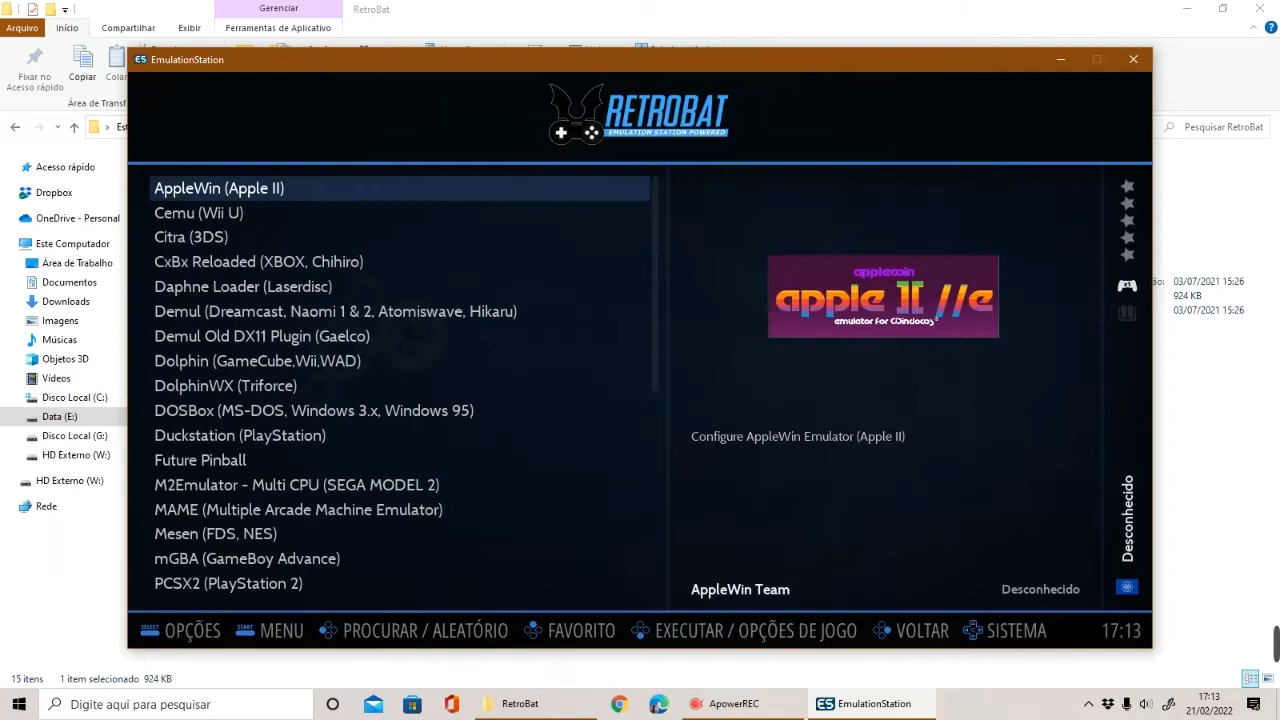 Gerenciar
RetroBat
Arquivo
Início
Compartilhar
Exibir
Ferramentas de Aplicativo
Fixar no
Acesso rápido
Copiar
Colar
Área de Transf
EmulationStation
RETROBAT
EMULATION STATION POWERED
Pesquisar RetroBat
Acesso rápido
Dropbox
OneDrive - Personal
Este Computador
Área de Trabalho
Documentos
Downloads
Imagens
Músicas
Objetos 3D
Vídeos
Disco Local (C:)
Data (E:)
Disco Local (G:)
HD Externo (W:)
HD Externo (W:)
Rede
AppleWin (Apple II)
Cemu (Wii U)
Citra (3DS)
CxBx Reloaded (XBOX, Chihiro)
Daphne Loader (Laserdisc)
Demul (Dreamcast, Naomi 1 & 2, Atomiswave, Hikaru)
Demul Old DX11 Plugin (Gaelco)
Dolphin (GameCube,Wii,WAD)
DolphinWX (Triforce)
DOSBox (MS-DOS, Windows 3.x, Windows 95)
Duckstation (PlayStation)
Future Pinball
M2Emulator - Multi CPU (SEGA MODEL 2)
MAME (Multiple Arcade Machine Emulator)
Mesen (FDS, NES)
mGBA (GameBoy Advance)
PCSX2 (PlayStation 2)
applewin
apple ][ //e
emulator for Windows
Configure AppleWin Emulator (Apple II)
AppleWin Team
Desconhecido
Desconhecido
ão:
03/07/2021 15:26
924 KB
03/07/2021 15:26
SELECT OPÇÕES
START MENU
PROCURAR / ALEATÓRIO
FAVORITO
EXECUTAR / OPÇÕES DE JOGO
VOLTAR
SISTEMA
17:13
15 itens
1 item selecionado 924 KB
Digite aqui para pesquisar
RetroBat
ApowerREC
ES EmulationStation
17:13
21/02/2022